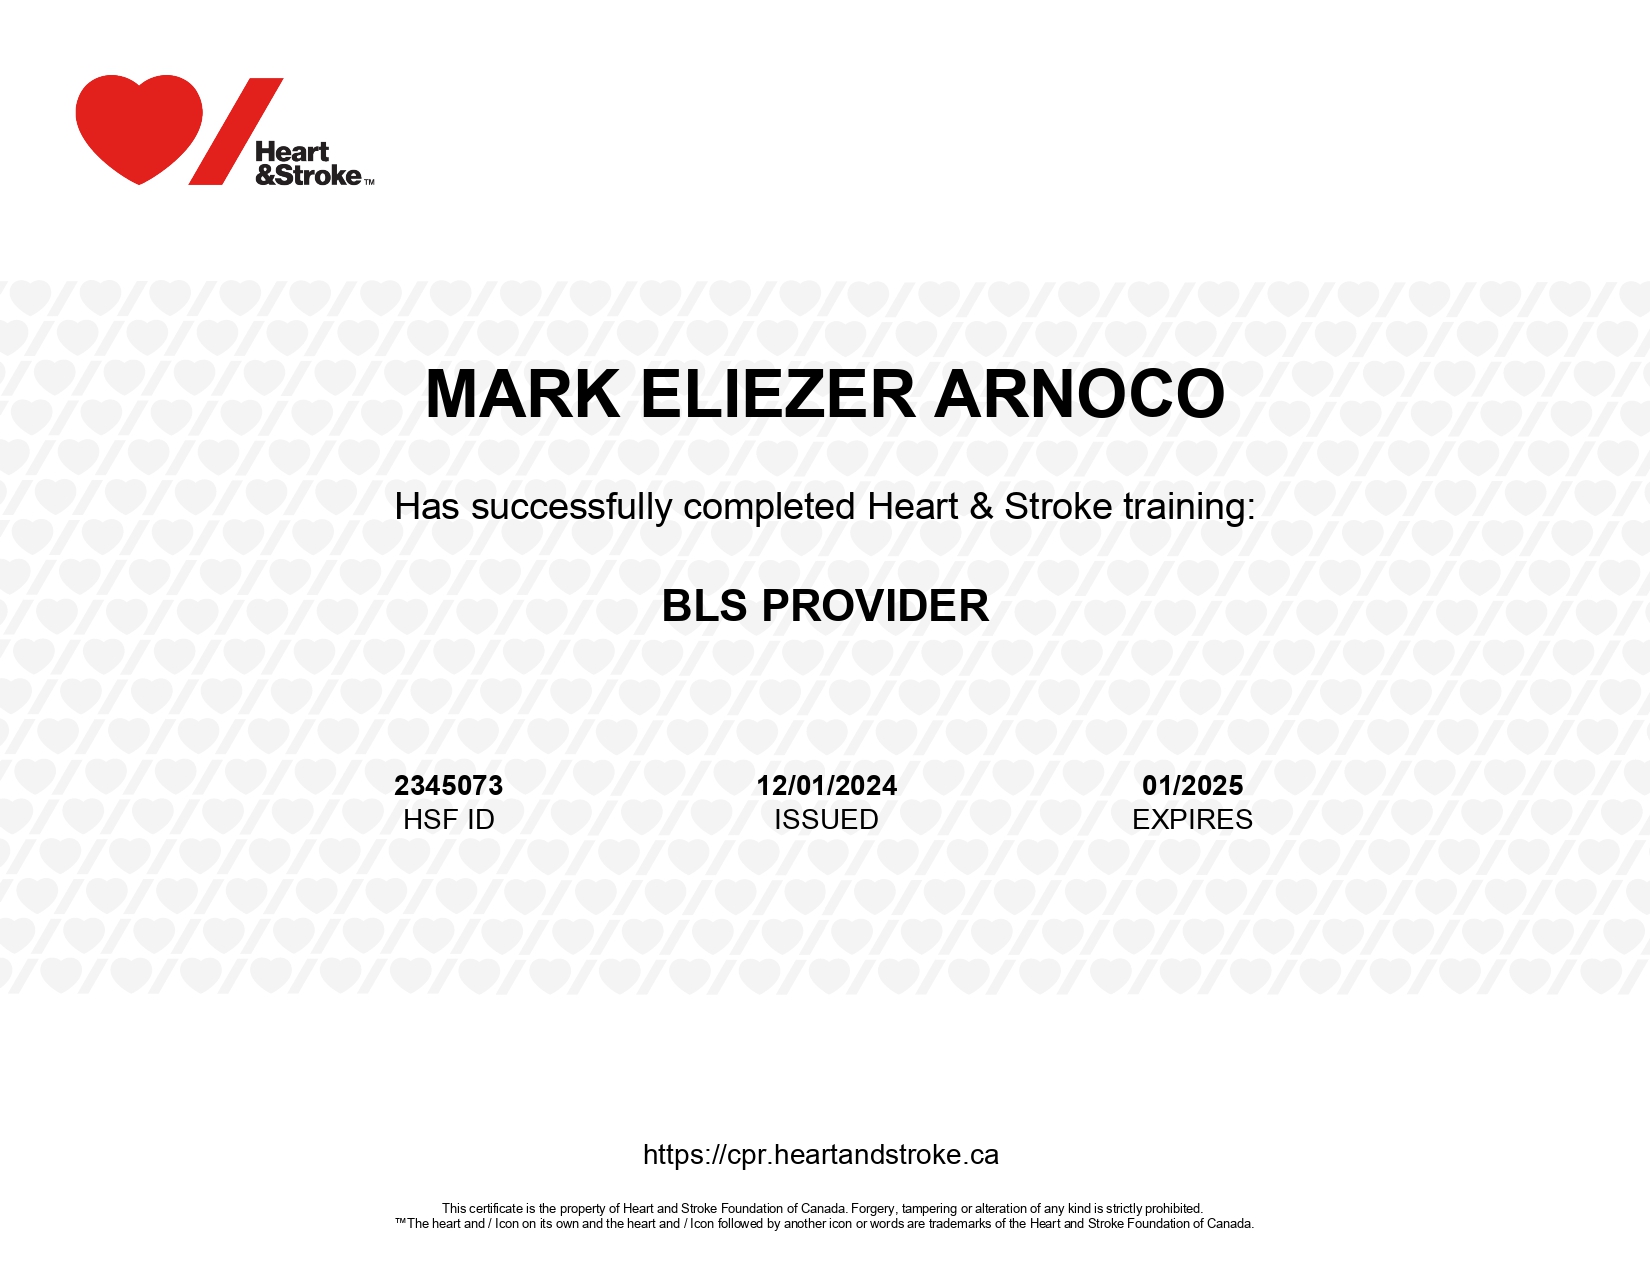 Heart
&Stroke™
MARK ELIEZER ARNOCO
Has successfully completed Heart & Stroke training:
BLS PROVIDER
2345073 12/01/2024 01/2025
HSF ID ISSUED EXPIRES
https://cpr.heartandstroke.ca
This certificate is the property of Heart and Stroke Foundation of Canada. Forgery, tampering or alteration of any kind is strictly prohibited.
™The heart and / Icon on its own and the heart and / Icon followed by another icon or words are trademarks of the Heart and Stroke Foundation of Canada.